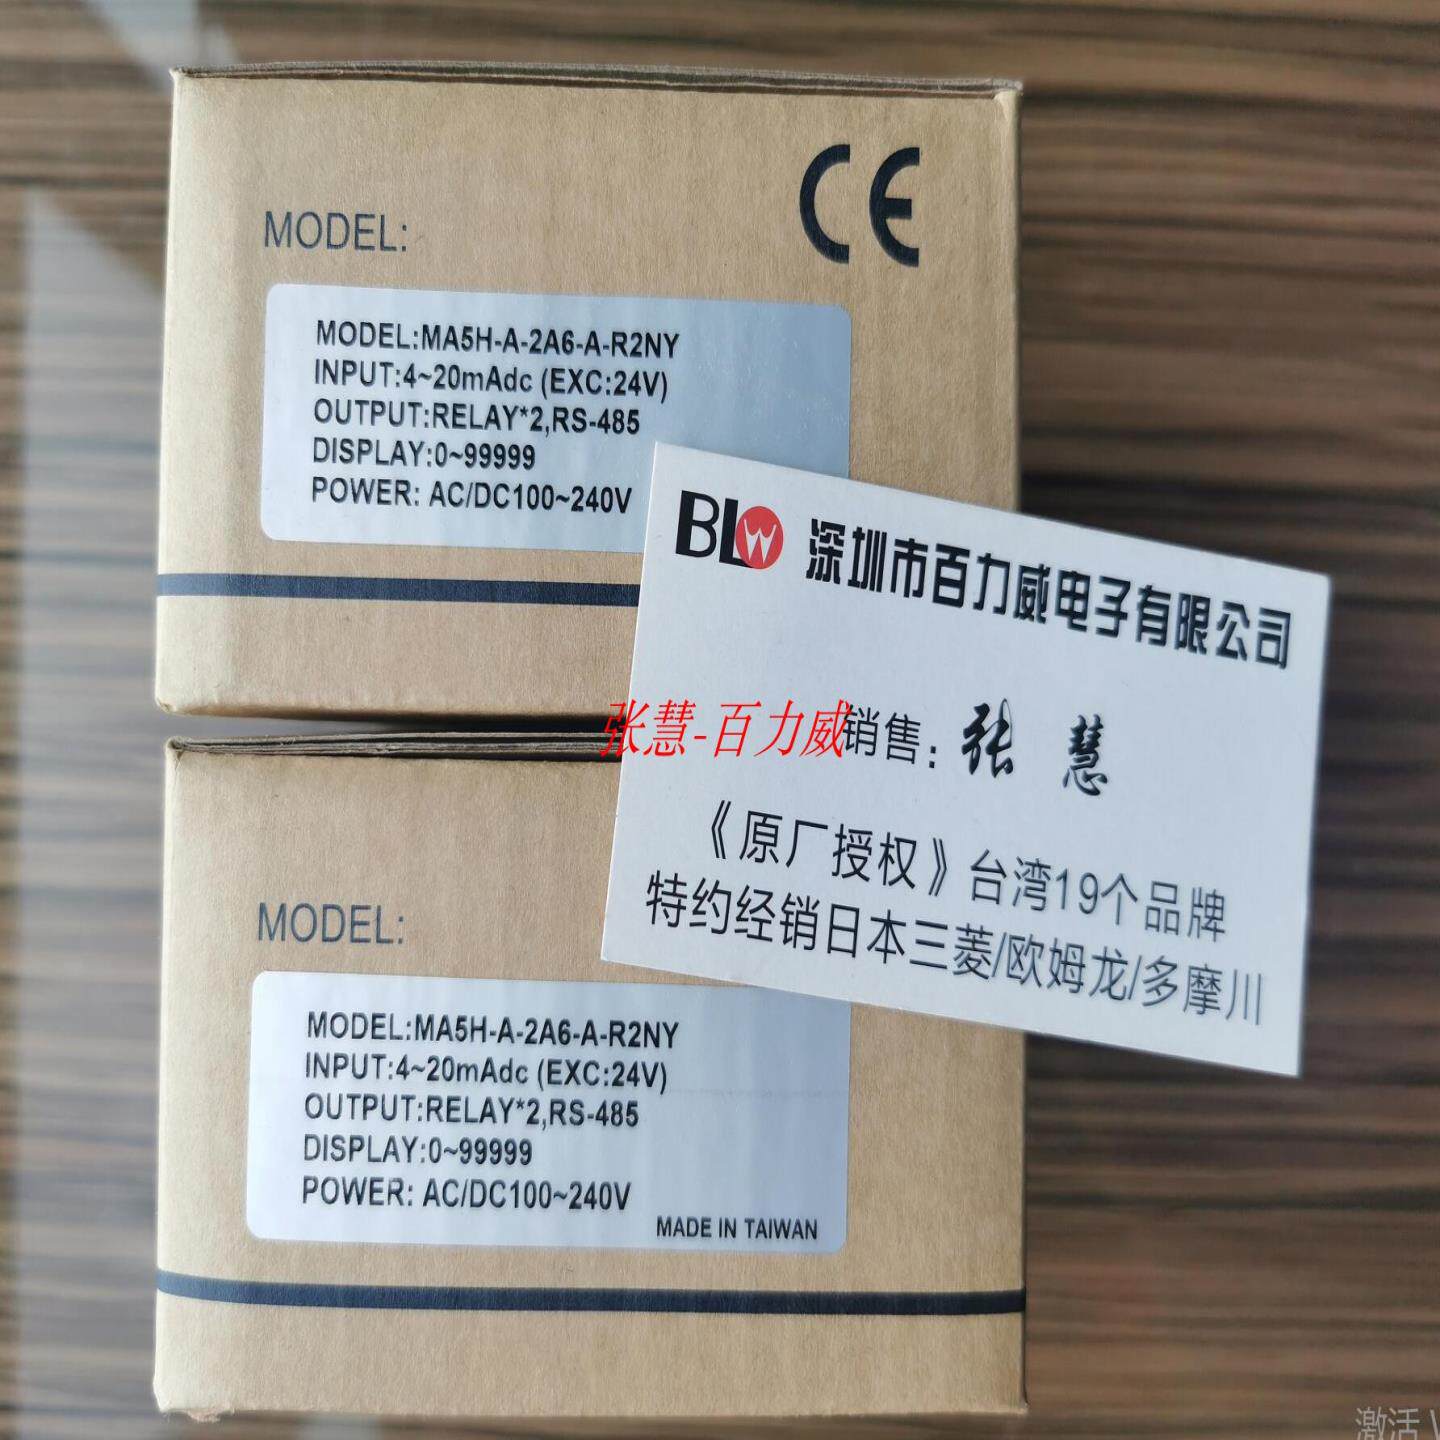 CE
MODEL:
MODEL:MA5H-A-2A6-A-R2NY
INPUT:4~20mAdc (EXC:24V)
OUTPUT:RELAY*2,RS-485
DISPLAY:0~99999
POWER: AC/DC100~240V
BLW 深圳市百力威电子有限公司
张慧-百力威
销售：张 慧
《原厂授权》台湾19个品牌
特约经销日本三菱/欧姆龙/多摩川
MODEL:
MODEL:MA5H-A-2A6-A-R2NY
INPUT:4~20mAdc (EXC:24V)
OUTPUT:RELAY*2,RS-485
DISPLAY:0~99999
POWER: AC/DC100~240V
MADE IN TAIWAN
激活